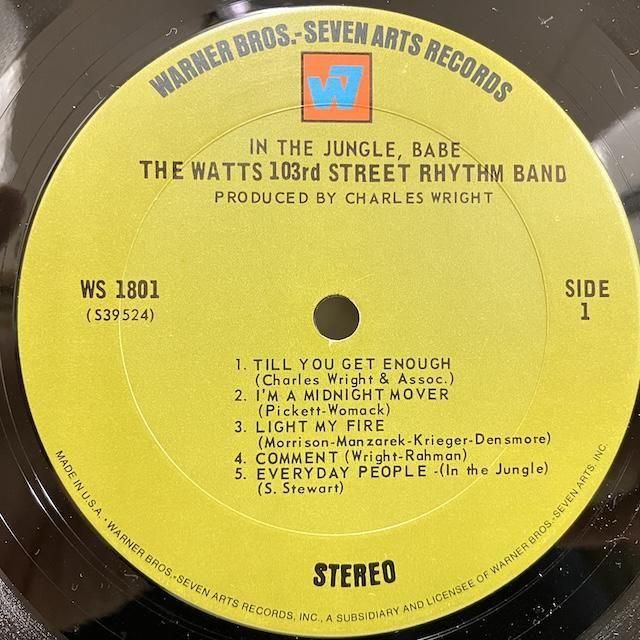 WARNER BROS.-SEVEN ARTS RECORDS
W7
IN THE JUNGLE, BABE
THE WATTS 103rd STREET RHYTHM BAND
PRODUCED BY CHARLES WRIGHT
WS 1801
(S39524)
SIDE
1
1. TILL YOU GET ENOUGH
(Charles Wright & Assoc.)
2. I'M A MIDNIGHT MOVER
(Pickett-Womack)
3. LIGHT MY FIRE
(Morrison-Manzarek-Krieger-Densmore)
4. COMMENT (Wright-Rahman)
5. EVERYDAY PEOPLE -(In the Jungle)
(S. Stewart)
STEREO
MADE IN U.S.A. • WARNER BROS.-SEVEN ARTS RECORDS, INC., A SUBSIDIARY AND LICENSEE OF WARNER BROS.-SEVEN ARTS, INC.